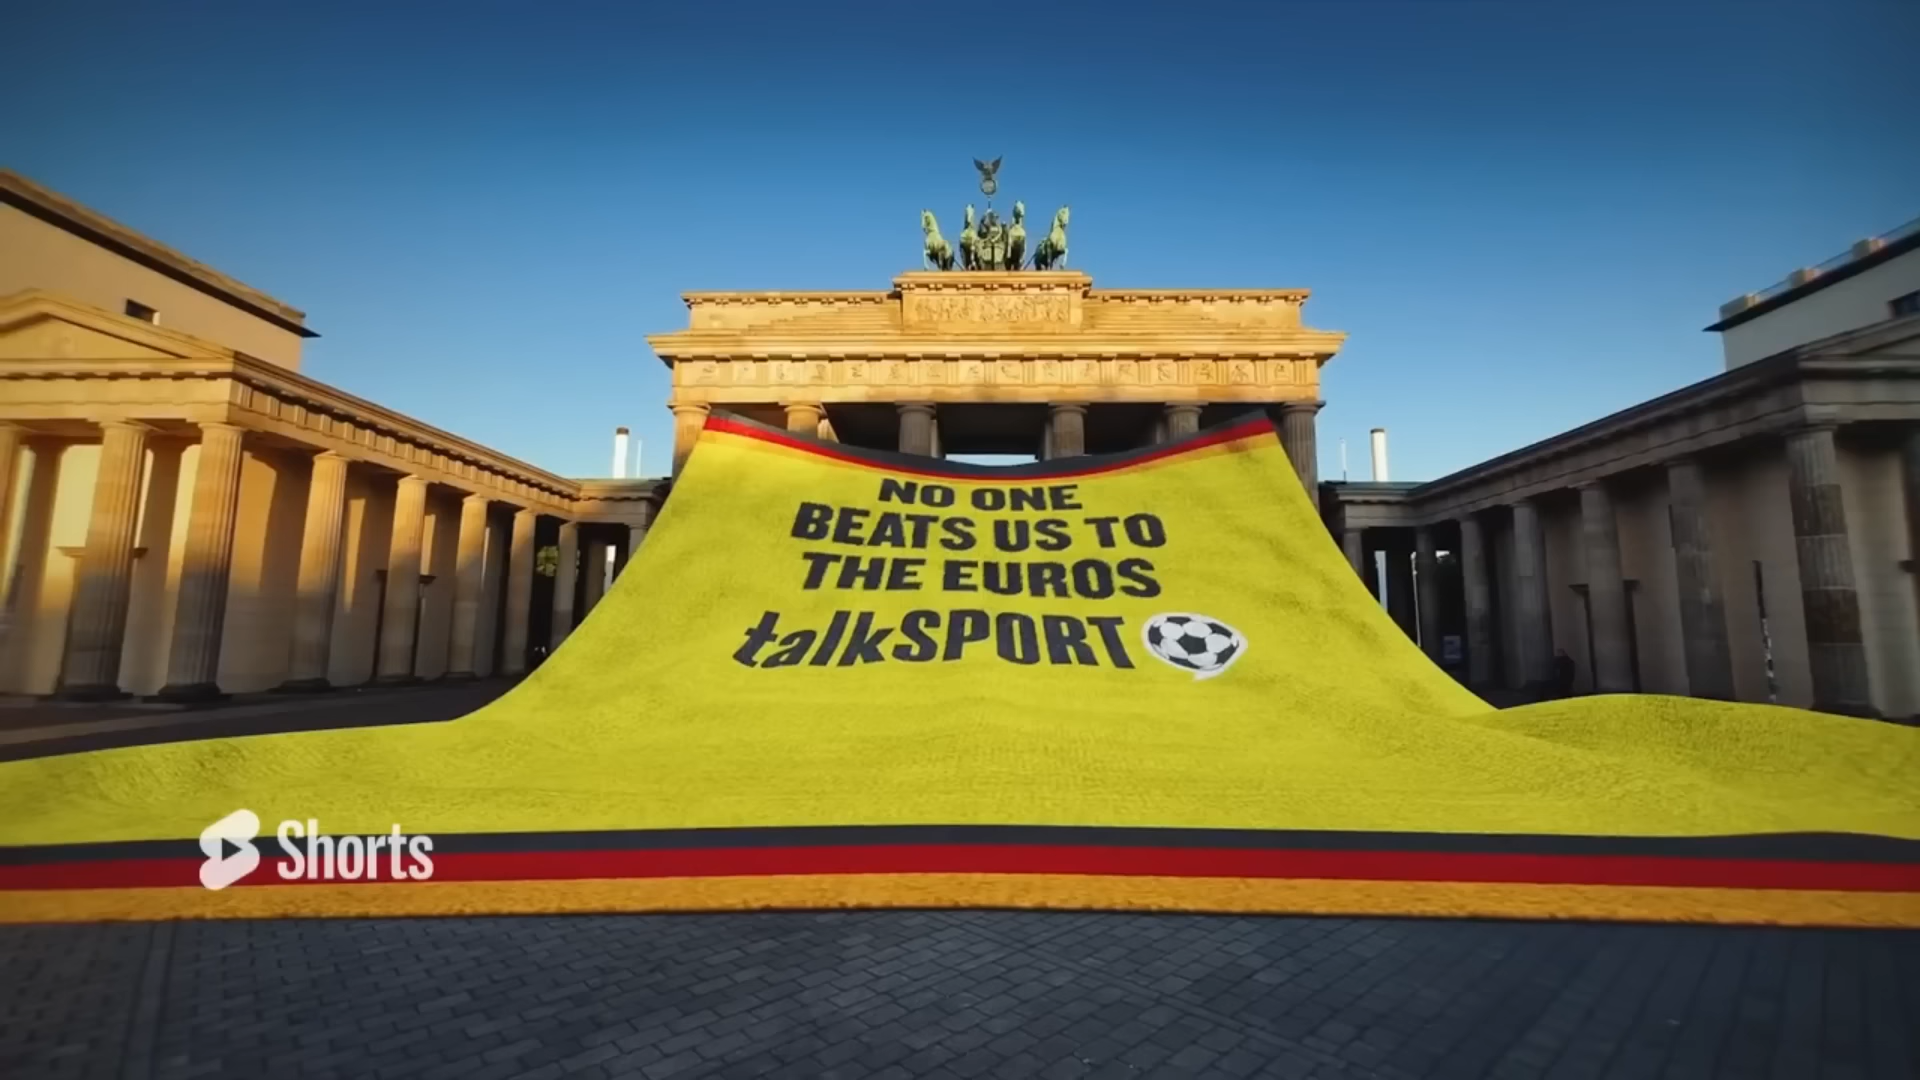 NO ONE
BEATS US TO
THE EUROS
talkSPORT
Shorts